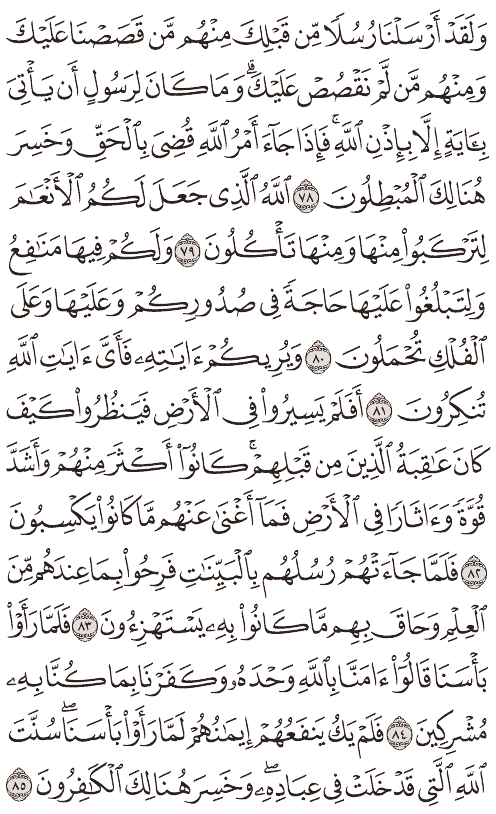 وَلَقَدۡ أَرۡسَلۡنَا رُسُلٗا مِّن قَبۡلِكَ مِنۡهُم مَّن قَصَصۡنَا عَلَيۡكَ
وَمِنۡهُم مَّن لَّمۡ نَقۡصُصۡ عَلَيۡكَۗ وَمَا كَانَ لِرَسُولٍ أَن يَأۡتِيَ
بِـَٔايَةٍ إِلَّا بِإِذۡنِ ٱللَّهِۚ فَإِذَا جَآءَ أَمۡرُ ٱللَّهِ قُضِيَ بِٱلۡحَقِّ وَخَسِرَ
هُنَالِكَ ٱلۡمُبۡطِلُونَ ٧٨ ٱللَّهُ ٱلَّذِي جَعَلَ لَكُمُ ٱلۡأَنۡعَٰمَ
لِتَرۡكَبُواْ مِنۡهَا وَمِنۡهَا تَأۡكُلُونَ ٧٩ وَلَكُمۡ فِيهَا مَنَٰفِعُ
وَلِتَبۡلُغُواْ عَلَيۡهَا حَاجَةٗ فِي صُدُورِكُمۡ وَعَلَيۡهَا وَعَلَى
ٱلۡفُلۡكِ تُحۡمَلُونَ ٨٠ وَيُرِيكُمۡ ءَايَٰتِهِۦ فَأَيَّ ءَايَٰتِ ٱللَّهِ
تُنكِرُونَ ٨١ أَفَلَمۡ يَسِيرُواْ فِي ٱلۡأَرۡضِ فَيَنظُرُواْ كَيۡفَ
كَانَ عَٰقِبَةُ ٱلَّذِينَ مِن قَبۡلِهِمۡۚ كَانُوٓاْ أَكۡثَرَ مِنۡهُمۡ وَأَشَدَّ
قُوَّةٗ وَءَاثَارٗا فِي ٱلۡأَرۡضِ فَمَآ أَغۡنَىٰ عَنۡهُم مَّا كَانُواْ يَكۡسِبُونَ
٨٢ فَلَمَّا جَآءَتۡهُمۡ رُسُلُهُم بِٱلۡبَيِّنَٰتِ فَرِحُواْ بِمَا عِندَهُم مِّنَ
ٱلۡعِلۡمِ وَحَاقَ بِهِم مَّا كَانُواْ بِهِۦ يَسۡتَهۡزِءُونَ ٨٣ فَلَمَّا رَأَوۡاْ
بَأۡسَنَا قَالُوٓاْ ءَامَنَّا بِٱللَّهِ وَحۡدَهُۥ وَكَفَرۡنَا بِمَا كُنَّا بِهِۦ
مُشۡرِكِينَ ٨٤ فَلَمۡ يَكُ يَنفَعُهُمۡ إِيمَٰنُهُمۡ لَمَّا رَأَوۡاْ بَأۡسَنَاۖ سُنَّتَ
ٱللَّهِ ٱلَّتِي قَدۡ خَلَتۡ فِي عِبَادِهِۦۖ وَخَسِرَ هُنَالِكَ ٱلۡكَٰفِرُونَ ٨٥